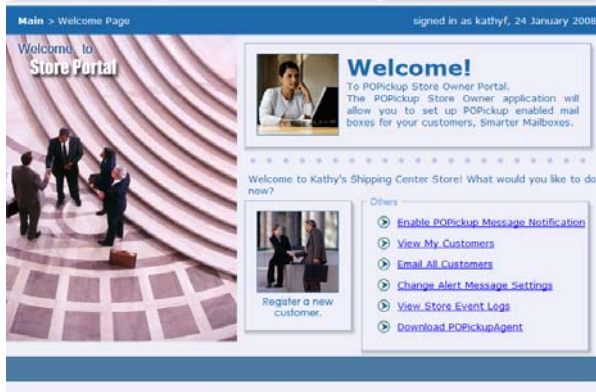 Main > Welcome Page
signed in as kathyf, 24 January 2008
Welcome to
Store Portal
Welcome!
To POPickup Store Owner Portal.
The POPickup Store Owner application will
allow you to set up POPickup enabled mail
boxes for your customers, Smarter Mailboxes.
Welcome to Kathy's Shipping Center Store! What would you like to do
now?
Register a new
customer.
Others
Enable POPickup Message Notification
View My Customers
Email All Customers
Change Alert Message Settings
View Store Event Logs
Download POPickupAgent